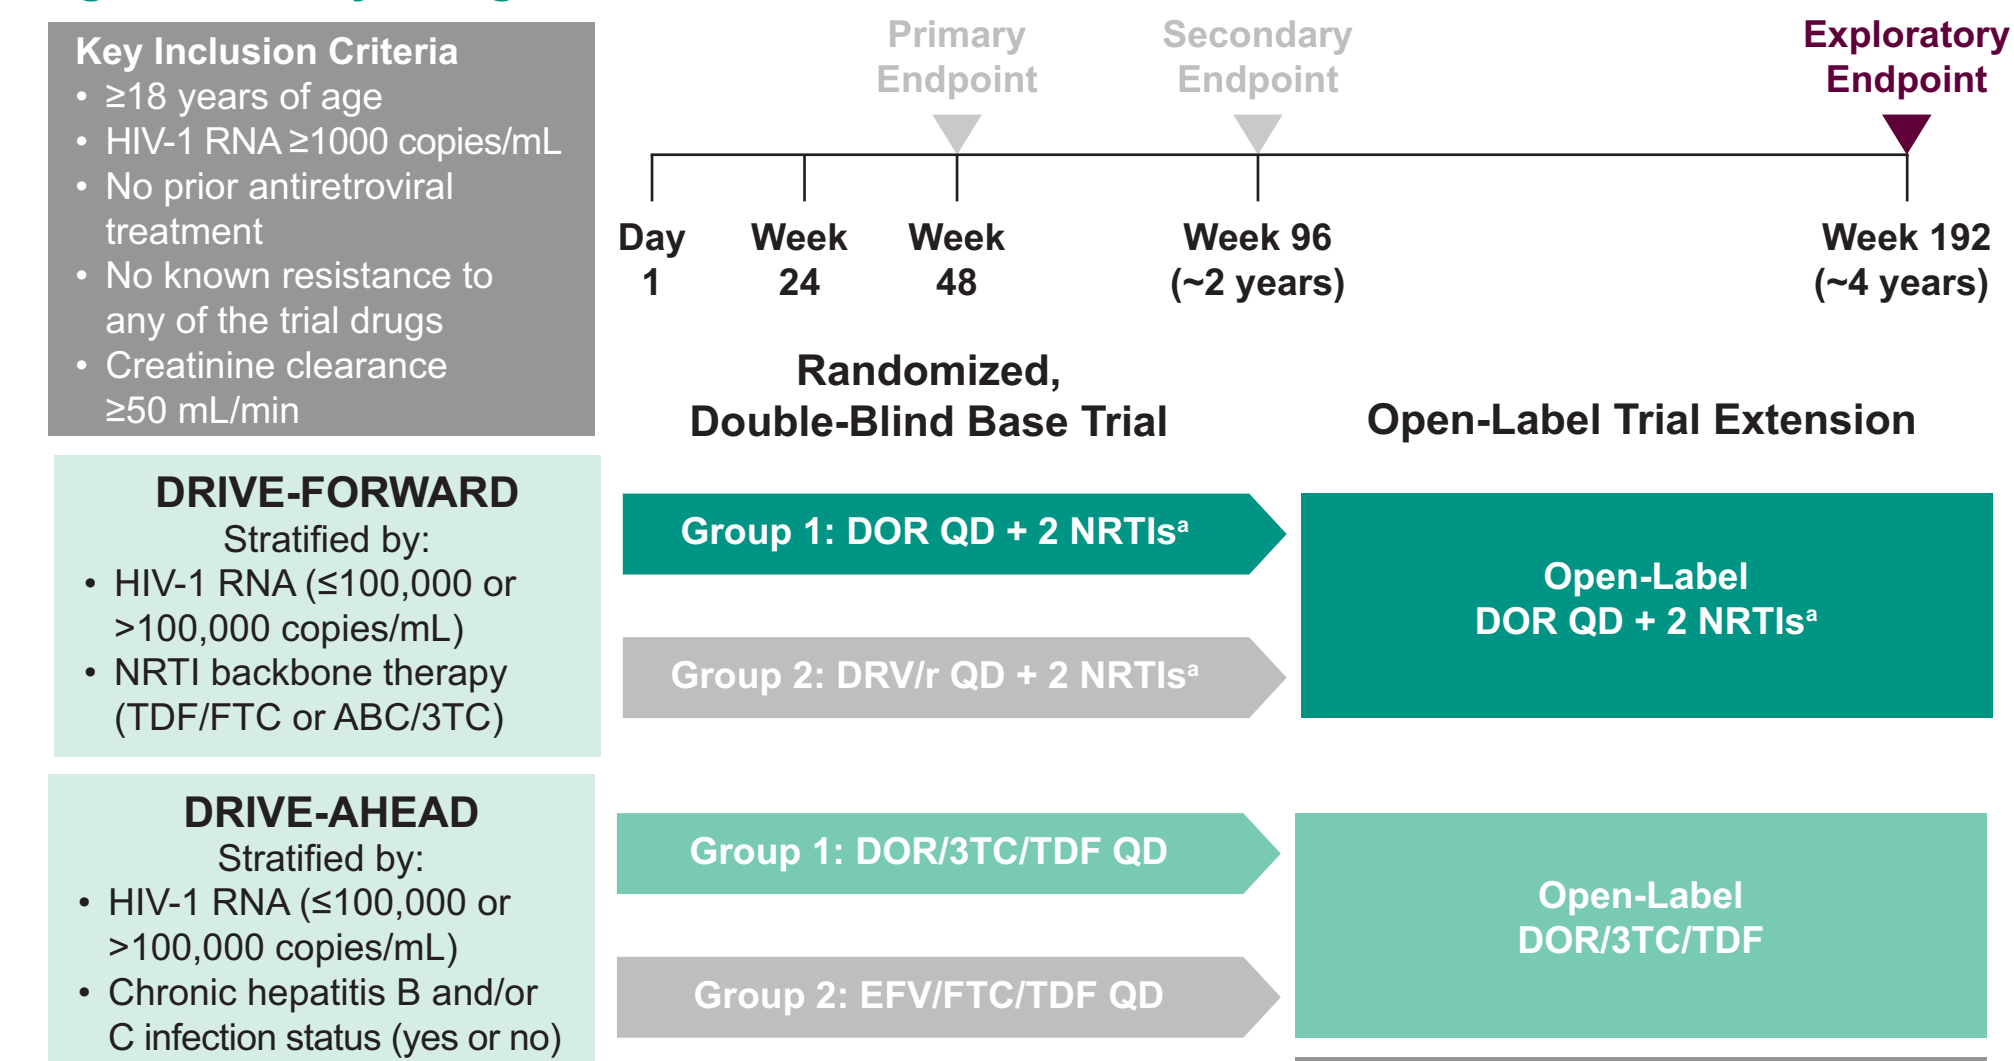 Key Inclusion Criteria
• ≥18 years of age
• HIV-1 RNA ≥1000 copies/mL
• No prior antiretroviral
treatment
• No known resistance to
any of the trial drugs
• Creatinine clearance
≥50 mL/min
Primary
Endpoint
Secondary
Endpoint
Exploratory
Endpoint
Day
1
Week
24
Week
48
Week 96
(~2 years)
Week 192
(~4 years)
Randomized,
Double-Blind Base Trial
Open-Label Trial Extension
DRIVE-FORWARD
Stratified by:
• HIV-1 RNA (≤100,000 or
>100,000 copies/mL)
• NRTI backbone therapy
(TDF/FTC or ABC/3TC)
Group 1: DOR QD + 2 NRTIsᵃ
Group 2: DRV/r QD + 2 NRTIsᵃ
Open-Label
DOR QD + 2 NRTIsᵃ
DRIVE-AHEAD
Stratified by:
• HIV-1 RNA (≤100,000 or
>100,000 copies/mL)
• Chronic hepatitis B and/or
C infection status (yes or no)
Group 1: DOR/3TC/TDF QD
Group 2: EFV/FTC/TDF QD
Open-Label
DOR/3TC/TDF